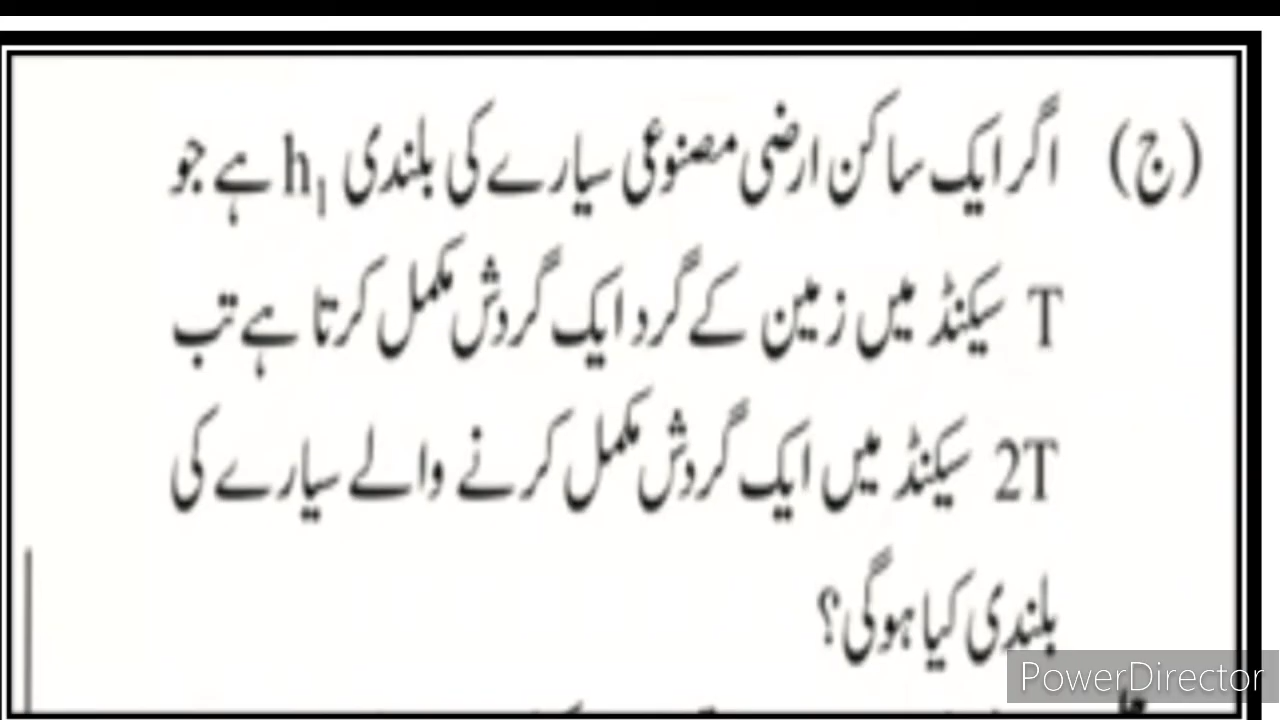 (ج) اگر ایک ساکن ارضی مصنوعی سیارے کی بلندی h₁ ہے جو
T سیکنڈ میں زمین کے گرد ایک گردش مکمل کرتا ہے تب
2T سیکنڈ میں ایک گردش مکمل کرنے والے سیارے کی
بلندی کیا ہوگی؟
PowerDirector